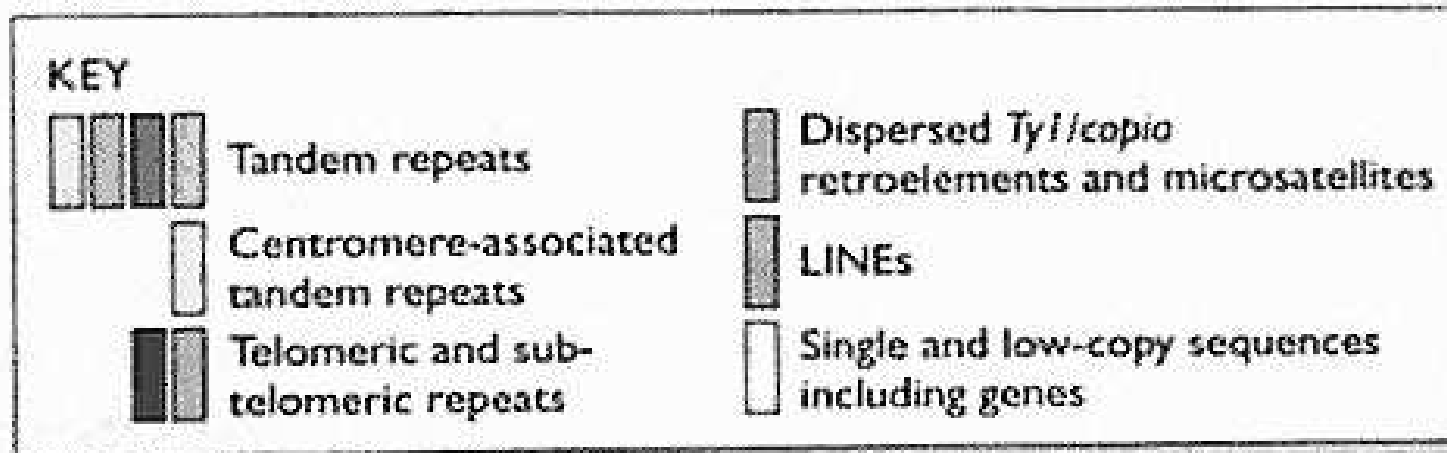 KEY
Tandem repeats
Centromere-associated
tandem repeats
Telomeric and sub-
telomeric repeats
Dispersed Ty1/copia
retroelements and microsatellites
LINEs
Single and low-copy sequences
including genes